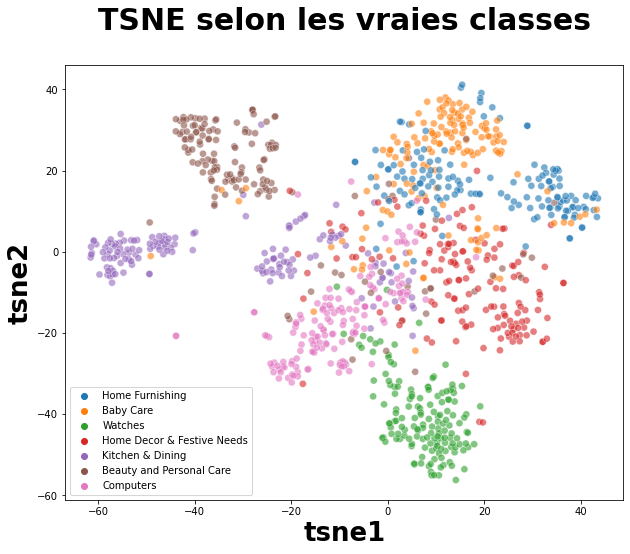 TSNE selon les vraies classes
tsne2
40
20
0
−20
−40
−60
Home Furnishing
Baby Care
Watches
Home Decor & Festive Needs
Kitchen & Dining
Beauty and Personal Care
Computers
−60 −40 −20 0 20 40
tsne1